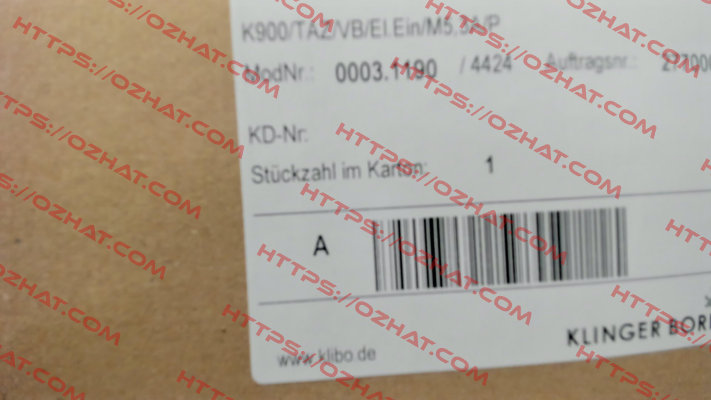 K900/TAZ/VB/El.Ein/M5,3A/P
ModNr.: 0003.1190 / 4424 Auftragsnr.:
KD-Nr:
Stückzahl im Karton: 1
A
KLINGER
www.klibo.de
HTTPS://OZHAT.COM